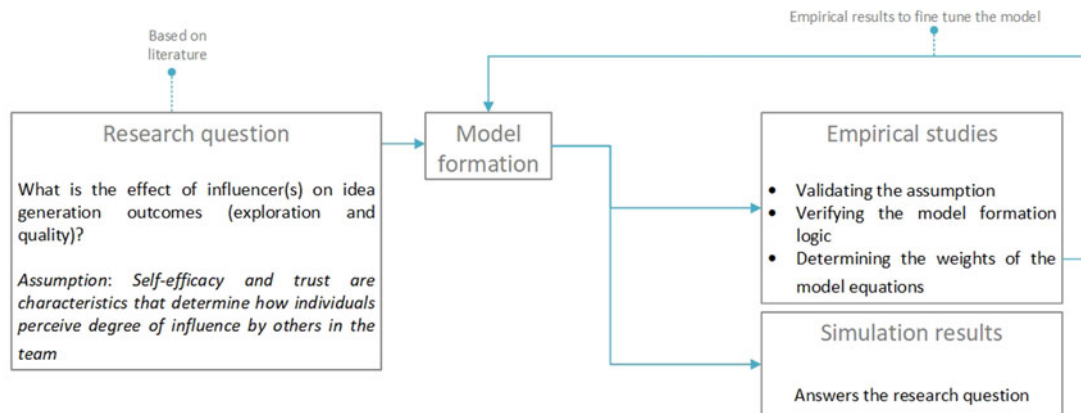 Based on
literature
Empirical results to fine tune the model
Research question
What is the effect of influencer(s) on idea
generation outcomes (exploration and
quality)?
Assumption: Self-efficacy and trust are
characteristics that determine how individuals
perceive degree of influence by others in the
team
Model
formation
Empirical studies
• Validating the assumption
• Verifying the model formation
logic
• Determining the weights of the
model equations
Simulation results
Answers the research question